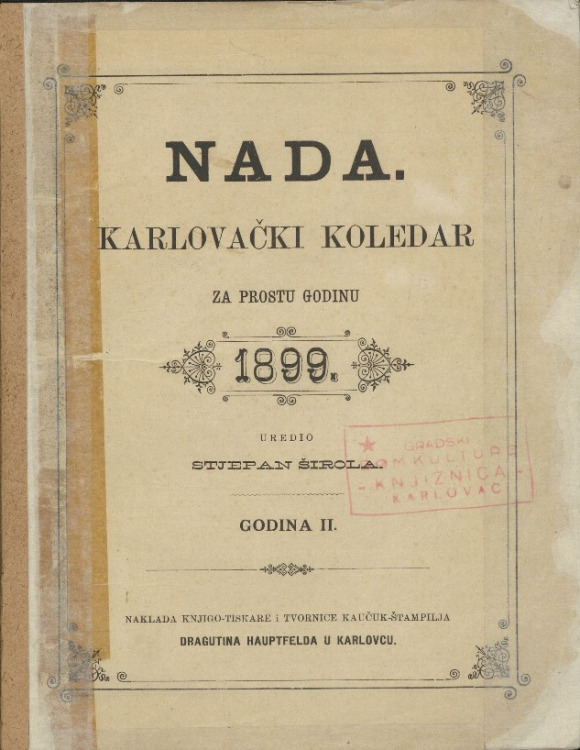 NADA.
KARLOVAČKI KOLEDAR
ZA PROSTU GODINU
1899.
UREDIO
STJEPAN ŠIROLA.
GRADSKI
DOM KULTURE
- KNJIŽNICA -
KARLOVAC
GODINA II.
NAKLADA KNJIGO-TISKARE i TVORNICE KAUČUK-ŠTAMPILJA
DRAGUTINA HAUPTFELDA U KARLOVCU.